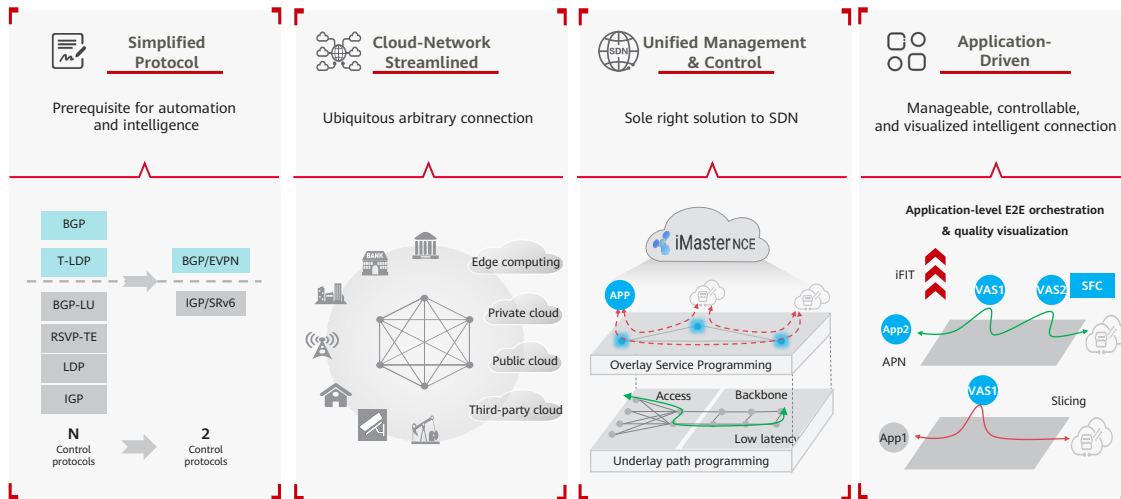 Simplified
Protocol
Prerequisite for automation
and intelligence
BGP
T-LDP
BGP-LU
RSVP-TE
LDP
IGP
BGP/EVPN
IGP/SRv6
N
Control
protocols
2
Control
protocols
Cloud-Network
Streamlined
Ubiquitous arbitrary connection
BANK
Edge computing
Private cloud
Public cloud
Third-party cloud
SDN
Unified Management
& Control
Sole right solution to SDN
iMaster NCE
APP
Overlay Service Programming
Access
Backbone
Low latency
Underlay path programming
Application-
Driven
Manageable, controllable,
and visualized intelligent connection
Application-level E2E orchestration
& quality visualization
iFIT
VAS1
VAS2
SFC
App2
APN
VAS1
Slicing
App1